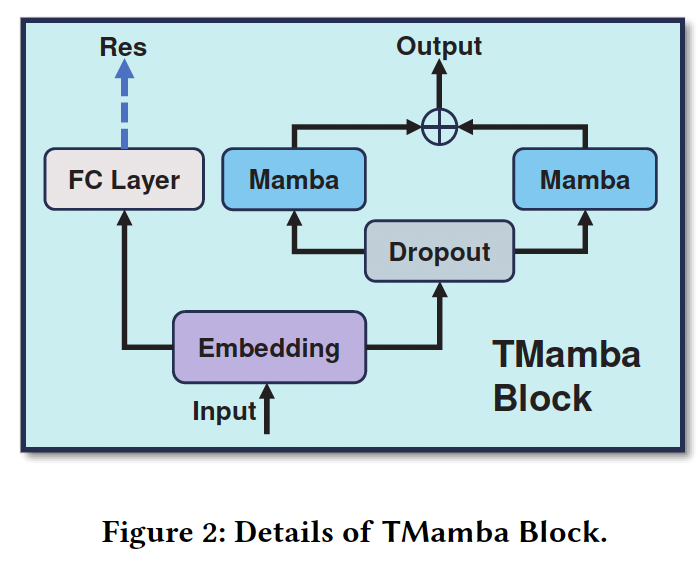 Res
Output
FC Layer
Mamba
Mamba
Dropout
Embedding
TMamba
Block
Input
Figure 2: Details of TMamba Block.